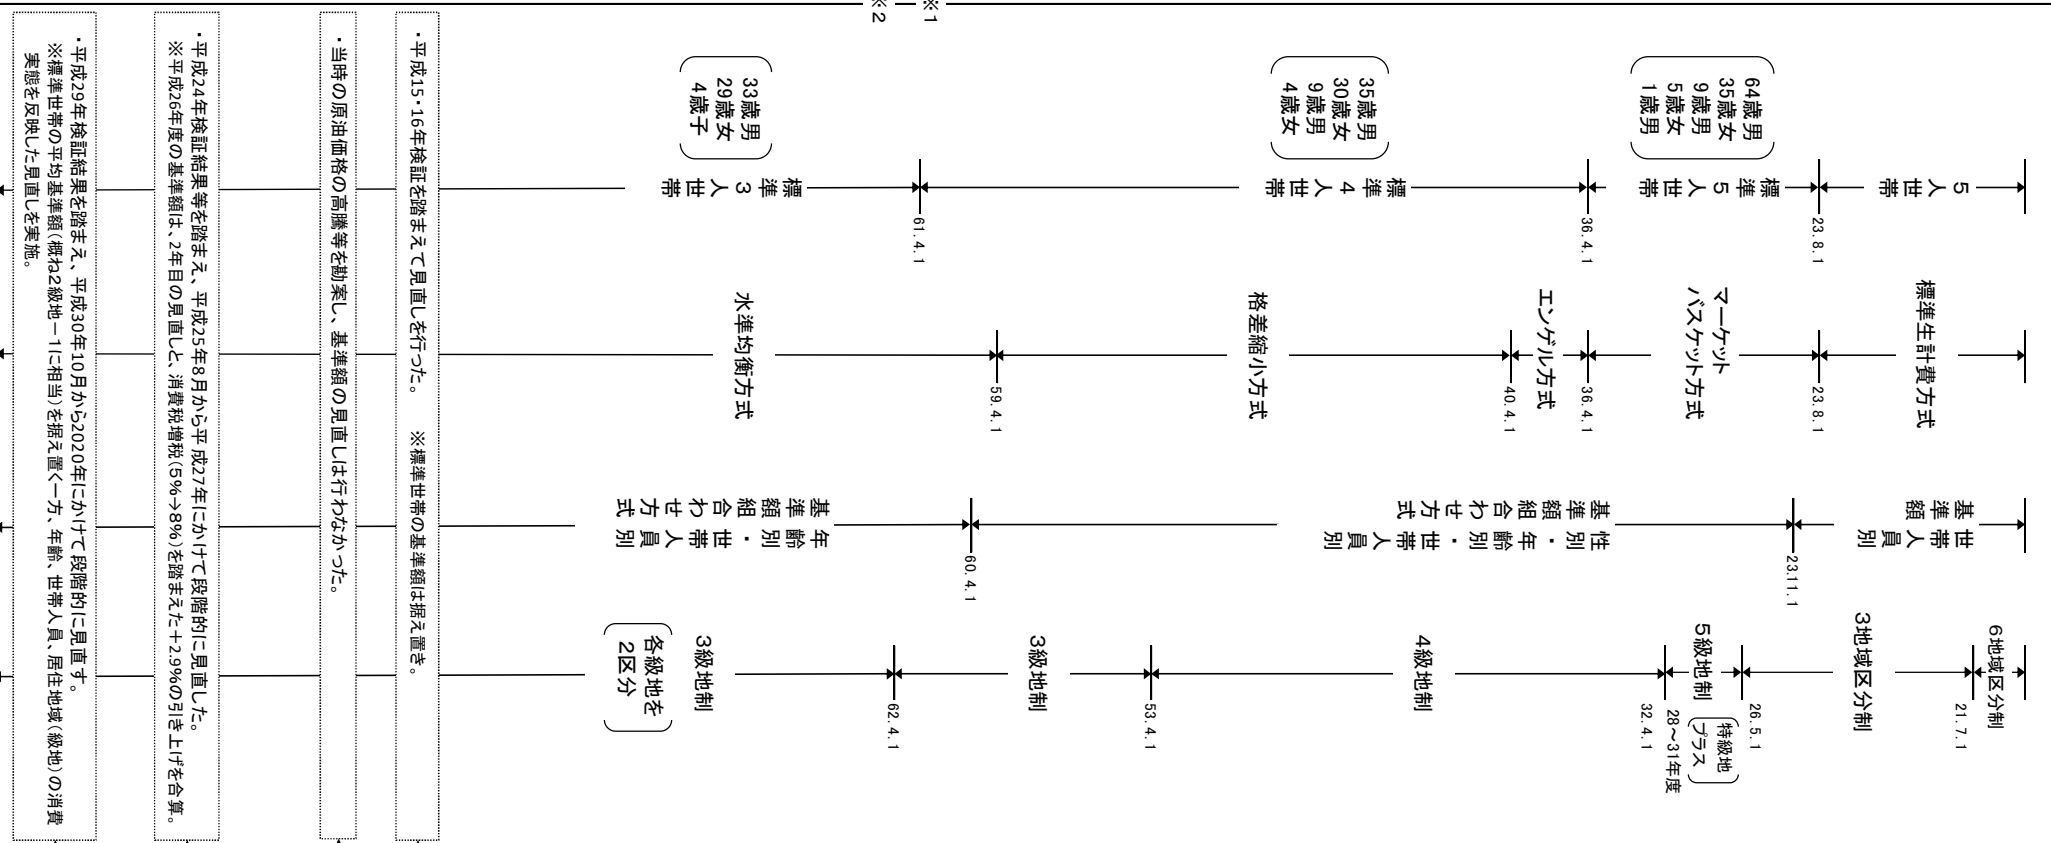 5人世帯
23.8.1
標準5人世帯
64歳男
35歳女
9歳男
5歳女
1歳男
36.4.1
標準4人世帯
35歳男
30歳女
9歳男
4歳女
61.4.1
標準3人世帯
33歳男
29歳女
4歳子
標準生計費方式
23.8.1
マーケット
バスケット方式
36.4.1
エンゲル方式
40.4.1
格差縮小方式
59.4.1
水準均衡方式
世帯人員別
基準額
23.11.1
性別・年齢別・世帯人員別
基準額組合わせ方式
60.4.1
年齢別・世帯人員別
基準額組合わせ方式
6地域区分制
21.7.1
3地域区分制
26.5.1
5級地制
特級地
プラス
28～31年度
32.4.1
4級地制
53.4.1
3級地制
62.4.1
3級地制
各級地を
2区分
※1
※2
・平成15・16年検証を踏まえて見直しを行った。 ※標準世帯の基準額は据え置き。
・当時の原油価格の高騰等を勘案し、基準額の見直しは行わなかった。
・平成24年検証結果等を踏まえ、平成25年8月から平成27年にかけて段階的に見直した。
※平成26年度の基準額は、2年目の見直しと、消費税増税(5%→8%)を踏まえた＋2.9%の引き上げを合算。
・平成29年検証結果を踏まえ、平成30年10月から2020年にかけて段階的に見直す。
※標準世帯の平均基準額(概ね2級地－1に相当)を据え置く一方、年齢、世帯人員、居住地域(級地)の消費
実態を反映した見直しを実施。